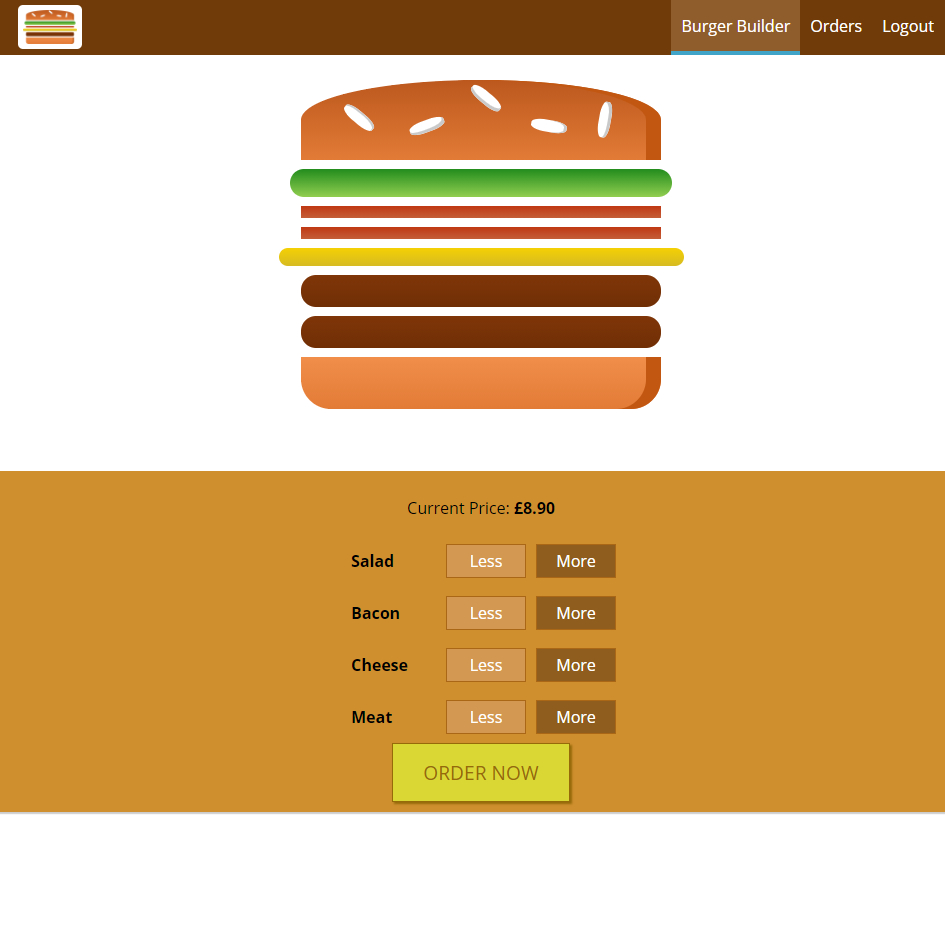 Burger Builder Orders Logout
Current Price: £8.90
Salad Less More
Bacon Less More
Cheese Less More
Meat Less More
ORDER NOW